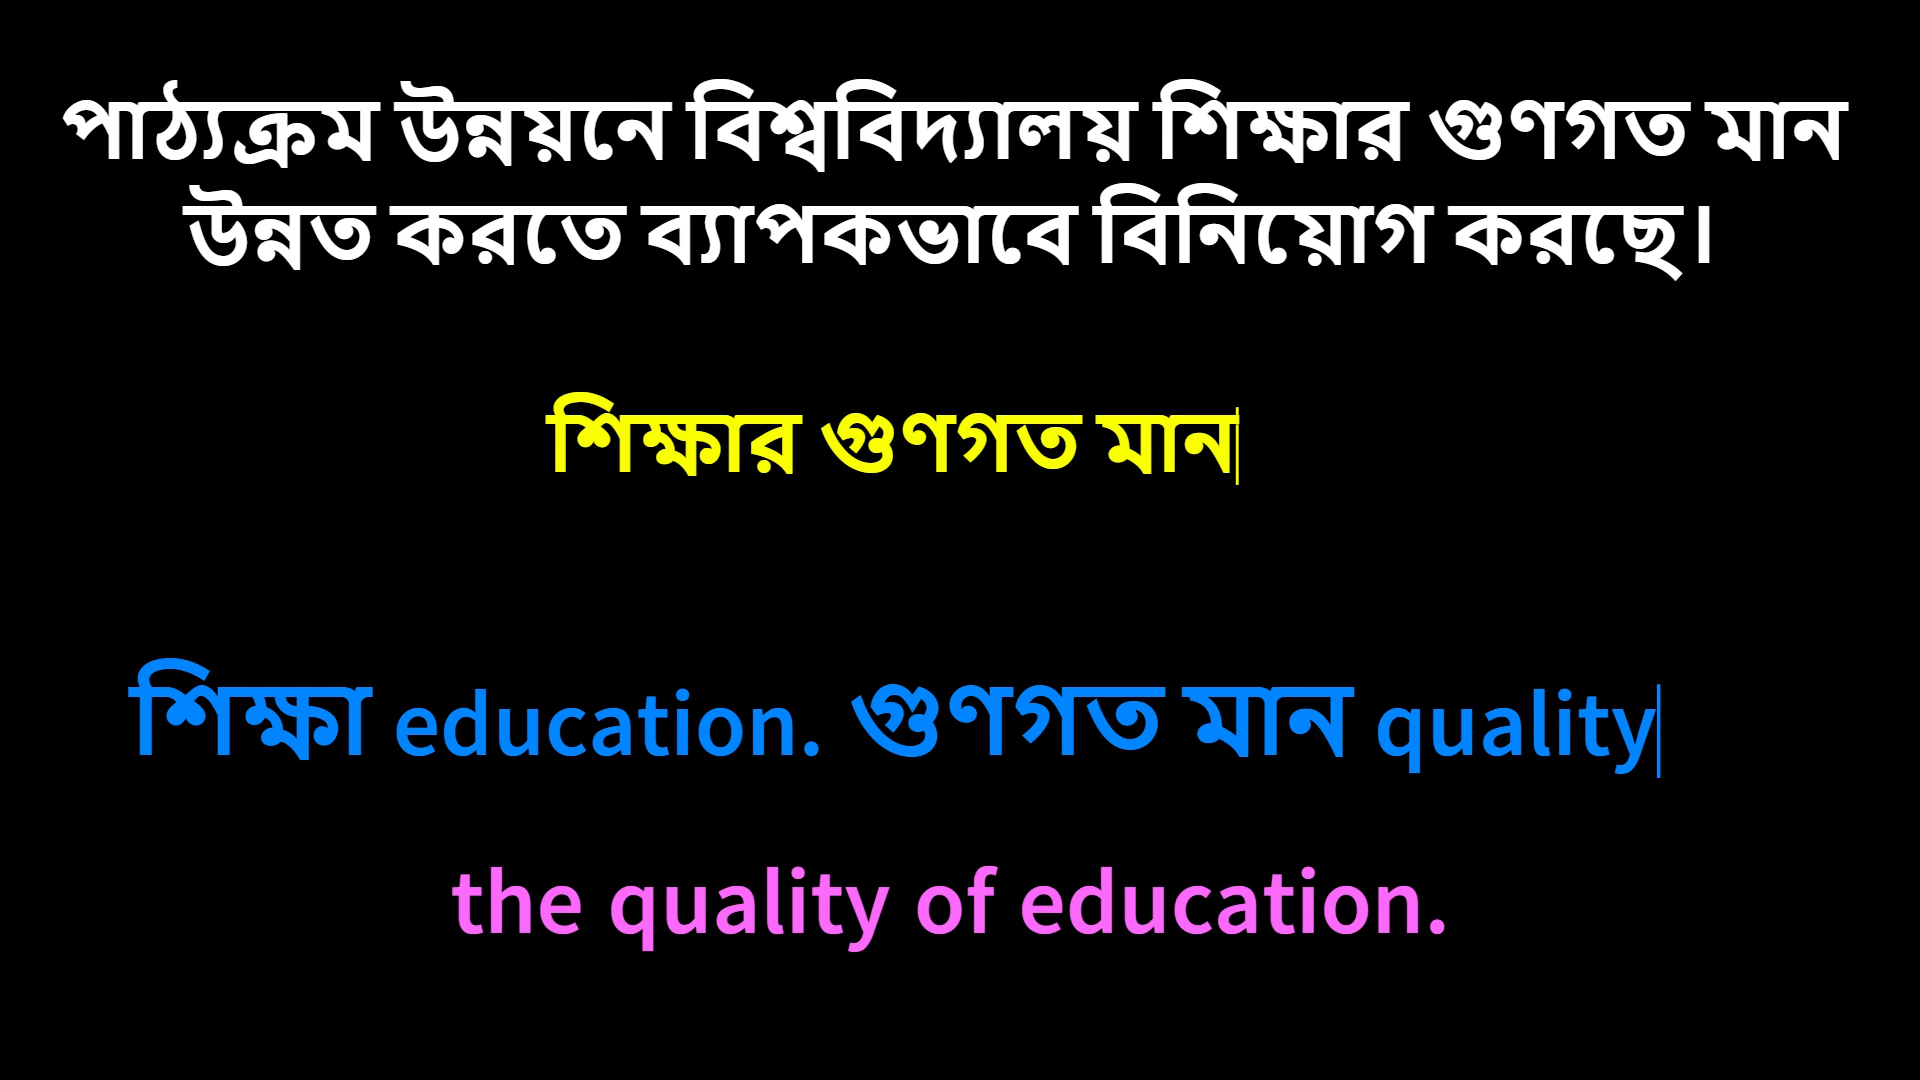 পাঠ্যক্রম উন্নয়নে বিশ্ববিদ্যালয় শিক্ষার গুণগত মান
উন্নত করতে ব্যাপকভাবে বিনিয়োগ করছে।
শিক্ষার গুণগত মান
শিক্ষা education. গুণগত মান quality
the quality of education.